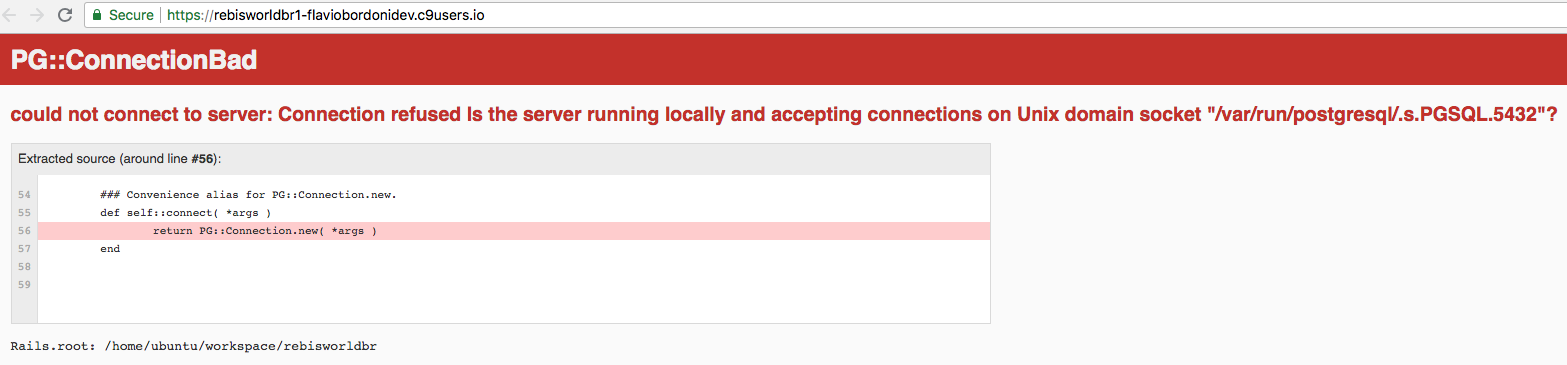 Secure https://rebisworldbr1-flaviobordonidev.c9users.io
PG::ConnectionBad
could not connect to server: Connection refused Is the server running locally and accepting connections on Unix domain socket "/var/run/postgresql/.s.PGSQL.5432"?
Extracted source (around line #56):
54 ### Convenience alias for PG::Connection.new.
55 def self::connect( *args )
56 return PG::Connection.new( *args )
57 end
58
59
Rails.root: /home/ubuntu/workspace/rebisworldbr